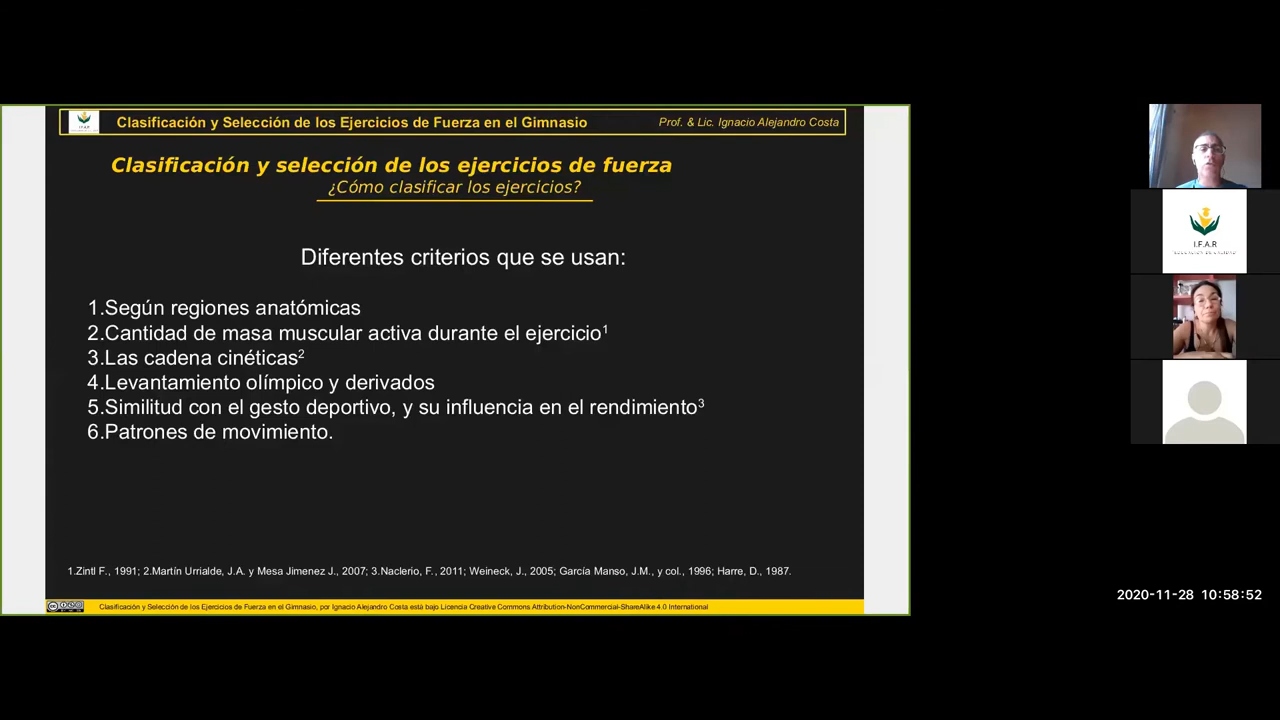 I.F.A.R
Clasificación y Selección de los Ejercicios de Fuerza en el Gimnasio
Prof. & Lic. Ignacio Alejandro Costa
Clasificación y selección de los ejercicios de fuerza
¿Cómo clasificar los ejercicios?
Diferentes criterios que se usan:
1.Según regiones anatómicas
2.Cantidad de masa muscular activa durante el ejercicio¹
3.Las cadena cinéticas²
4.Levantamiento olímpico y derivados
5.Similitud con el gesto deportivo, y su influencia en el rendimiento³
6.Patrones de movimiento.
1.Zintl F., 1991; 2.Martín Urrialde, J.A. y Mesa Jimenez J., 2007; 3.Naclerio, F., 2011; Weineck, J., 2005; García Manso, J.M., y col., 1996; Harre, D., 1987.
Clasificación y Selección de los Ejercicios de Fuerza en el Gimnasio, por Ignacio Alejandro Costa está bajo Licencia Creative Commons Attribution-NonCommercial-ShareAlike 4.0 International
I.F.A.R
2020-11-28 10:58:52